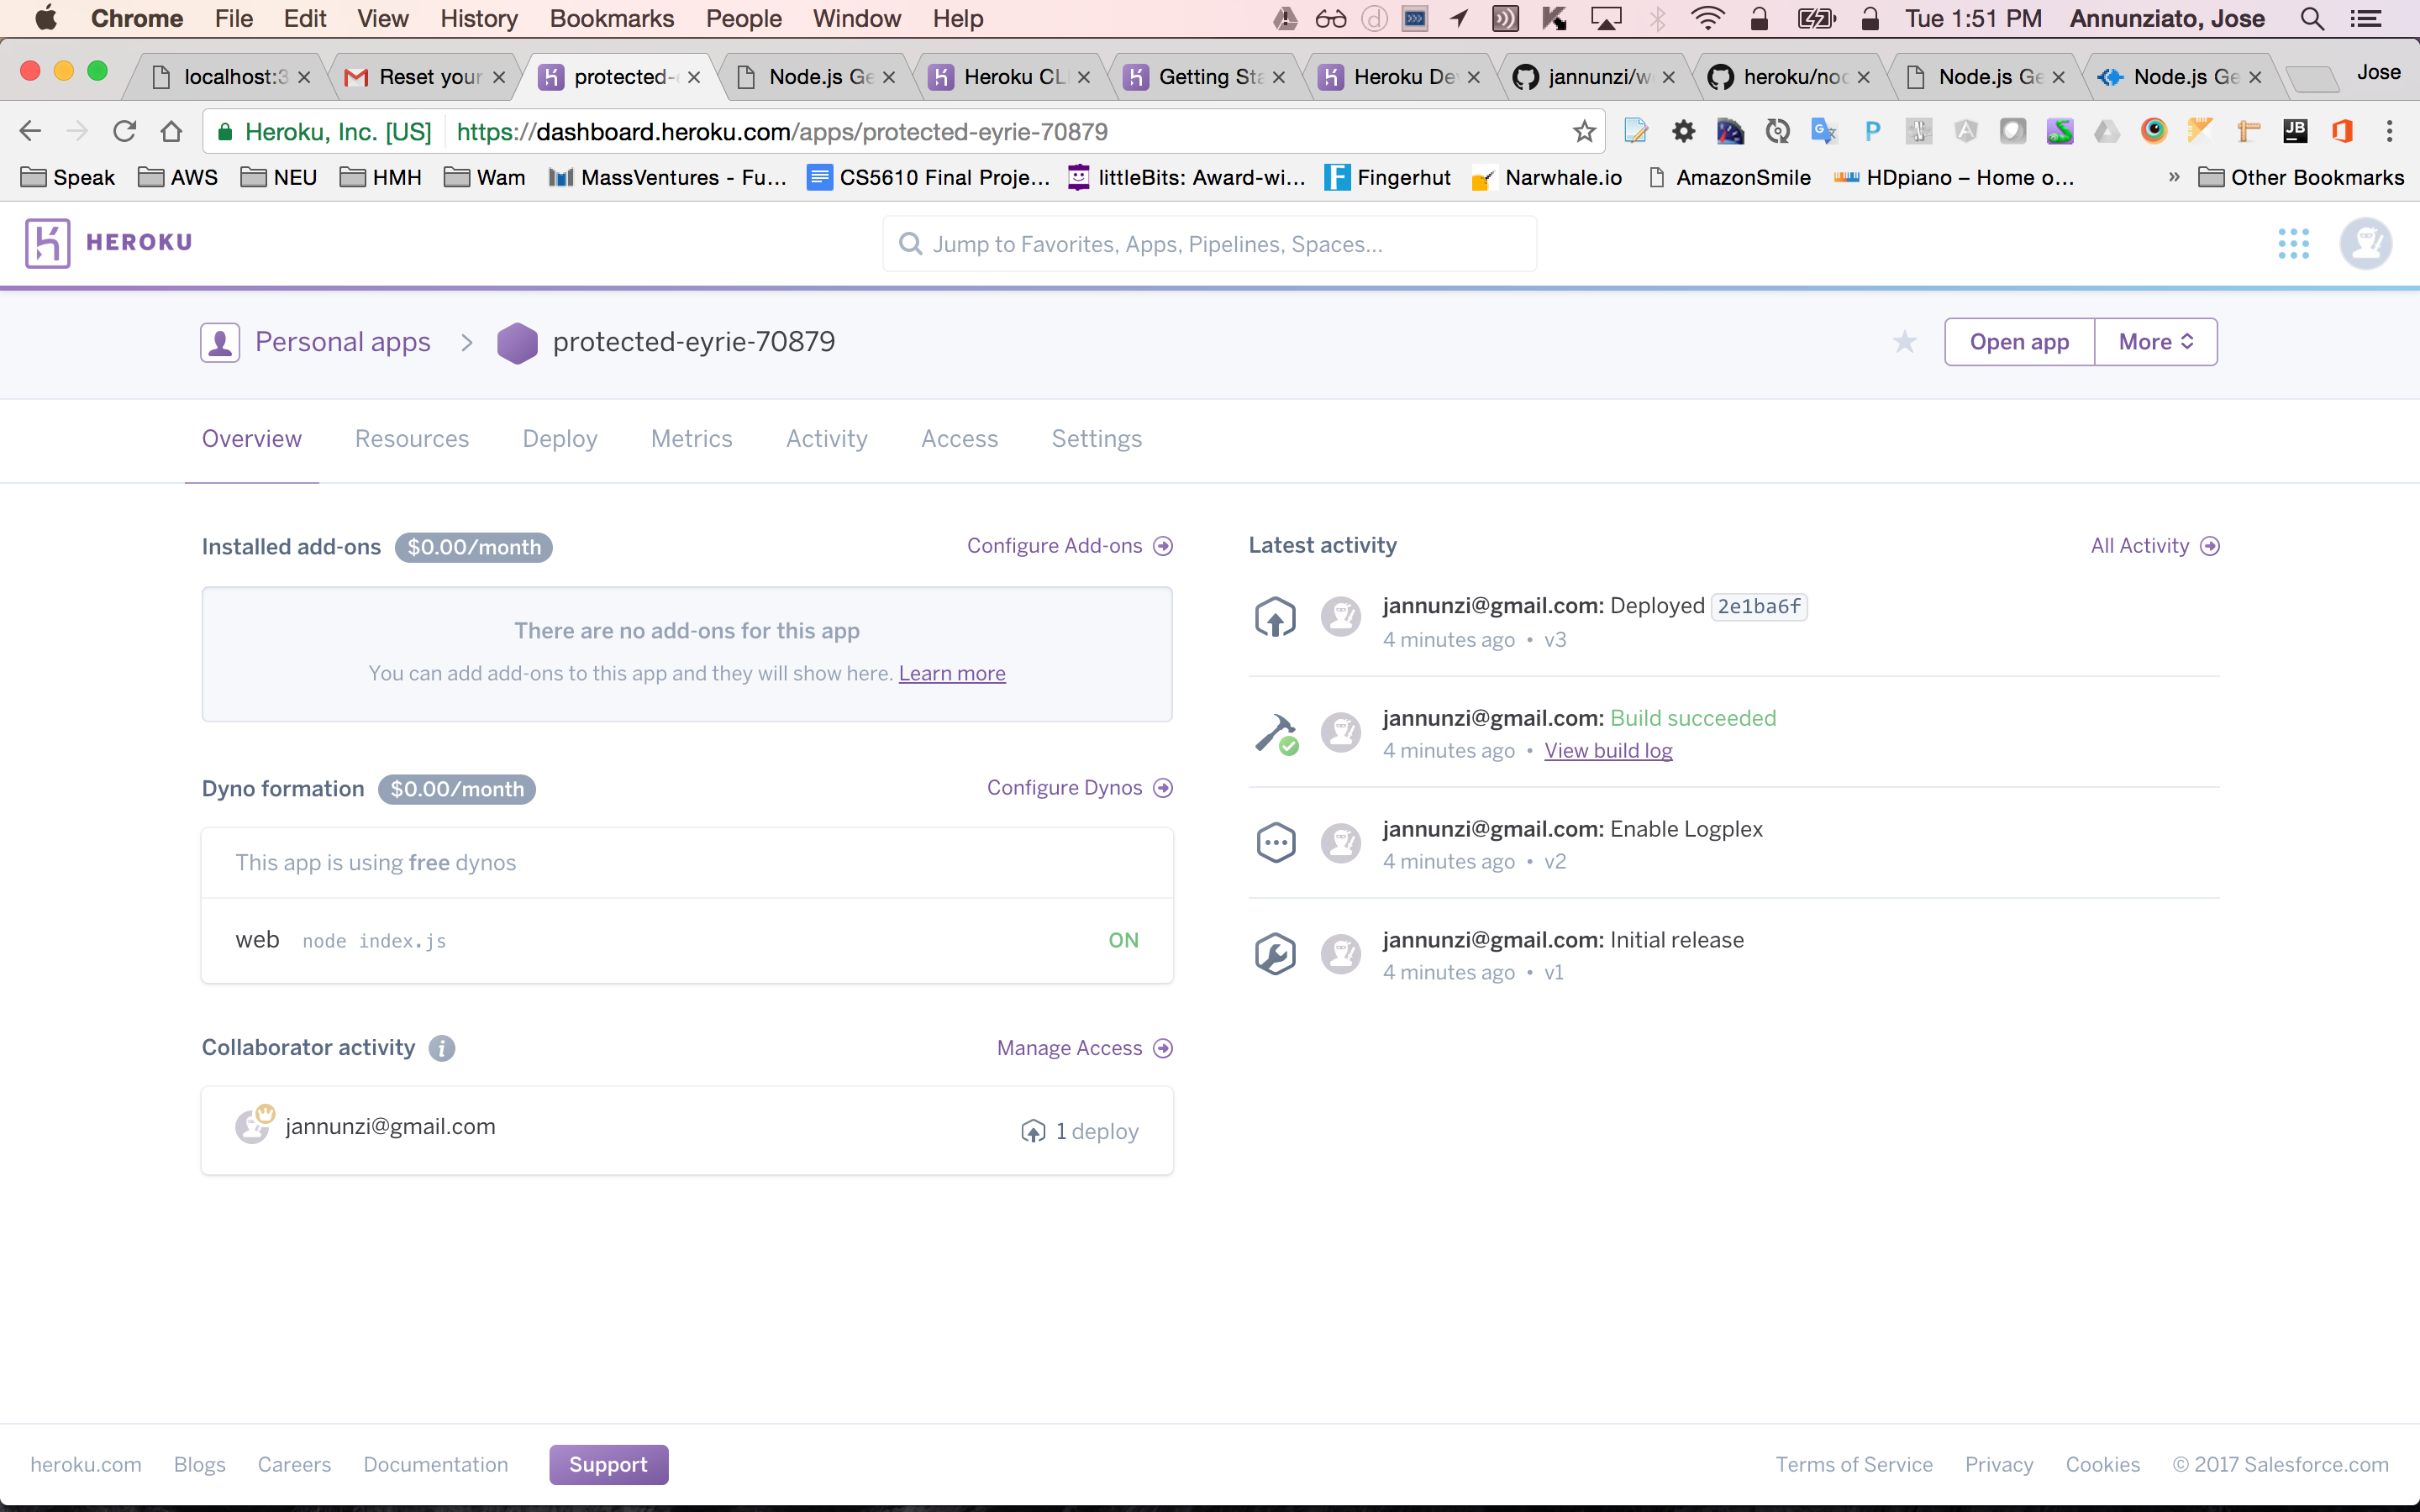 Chrome File Edit View History Bookmarks People Window Help Tue 1:51 PM Annunziato, Jose
localhost:3 Reset your protected-e Node.js Ge Heroku CLI Getting Sta Heroku Dev jannunzi/we heroku/nod Node.js Ge Node.js Ge Jose
Heroku, Inc. [US] https://dashboard.heroku.com/apps/protected-eyrie-70879
Speak AWS NEU HMH Wam MassVentures - Fu... CS5610 Final Proje... littleBits: Award-wi... Fingerhut Narwhale.io AmazonSmile HDpiano – Home o... » Other Bookmarks
HEROKU Jump to Favorites, Apps, Pipelines, Spaces...
Personal apps > protected-eyrie-70879 Open app More
Overview Resources Deploy Metrics Activity Access Settings
Installed add-ons $0.00/month Configure Add-ons
There are no add-ons for this app
You can add add-ons to this app and they will show here. Learn more
Dyno formation $0.00/month Configure Dynos
This app is using free dynos
web node index.js ON
Collaborator activity Manage Access
jannunzi@gmail.com 1 deploy
Latest activity All Activity
jannunzi@gmail.com: Deployed 2e1ba6f
4 minutes ago • v3
jannunzi@gmail.com: Build succeeded
4 minutes ago • View build log
jannunzi@gmail.com: Enable Logplex
4 minutes ago • v2
jannunzi@gmail.com: Initial release
4 minutes ago • v1
heroku.com Blogs Careers Documentation Support Terms of Service Privacy Cookies © 2017 Salesforce.com